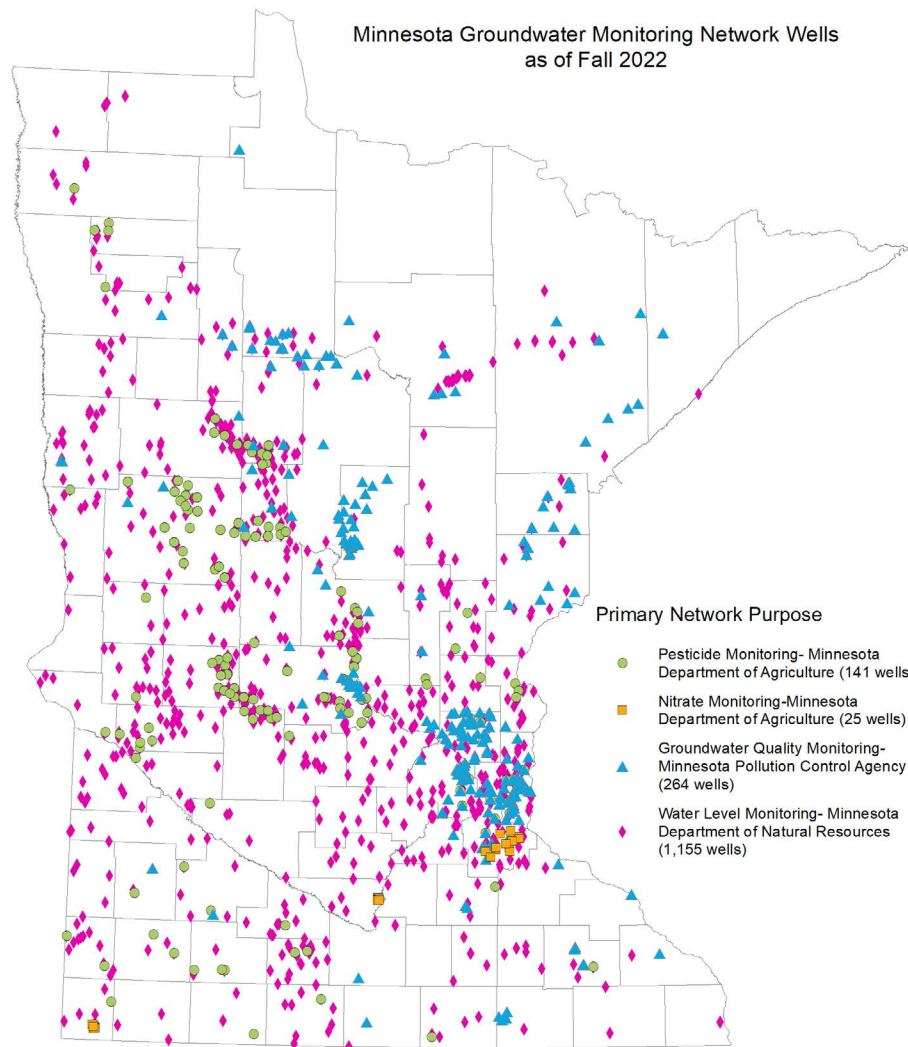 Minnesota Groundwater Monitoring Network Wells
as of Fall 2022
Primary Network Purpose
Pesticide Monitoring- Minnesota
Department of Agriculture (141 wells
Nitrate Monitoring-Minnesota
Department of Agriculture (25 wells)
Groundwater Quality Monitoring-
Minnesota Pollution Control Agency
(264 wells)
Water Level Monitoring- Minnesota
Department of Natural Resources
(1,155 wells)